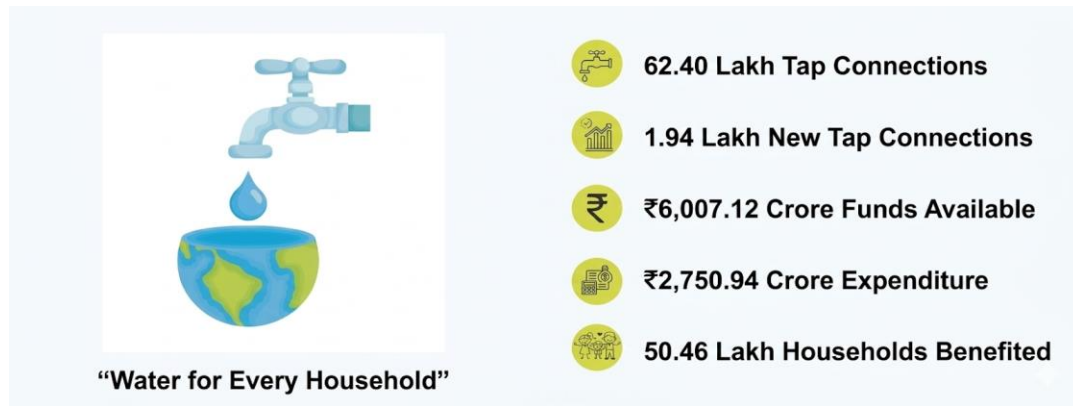 62.40 Lakh Tap Connections
1.94 Lakh New Tap Connections
₹6,007.12 Crore Funds Available
₹2,750.94 Crore Expenditure
50.46 Lakh Households Benefited
“Water for Every Household”